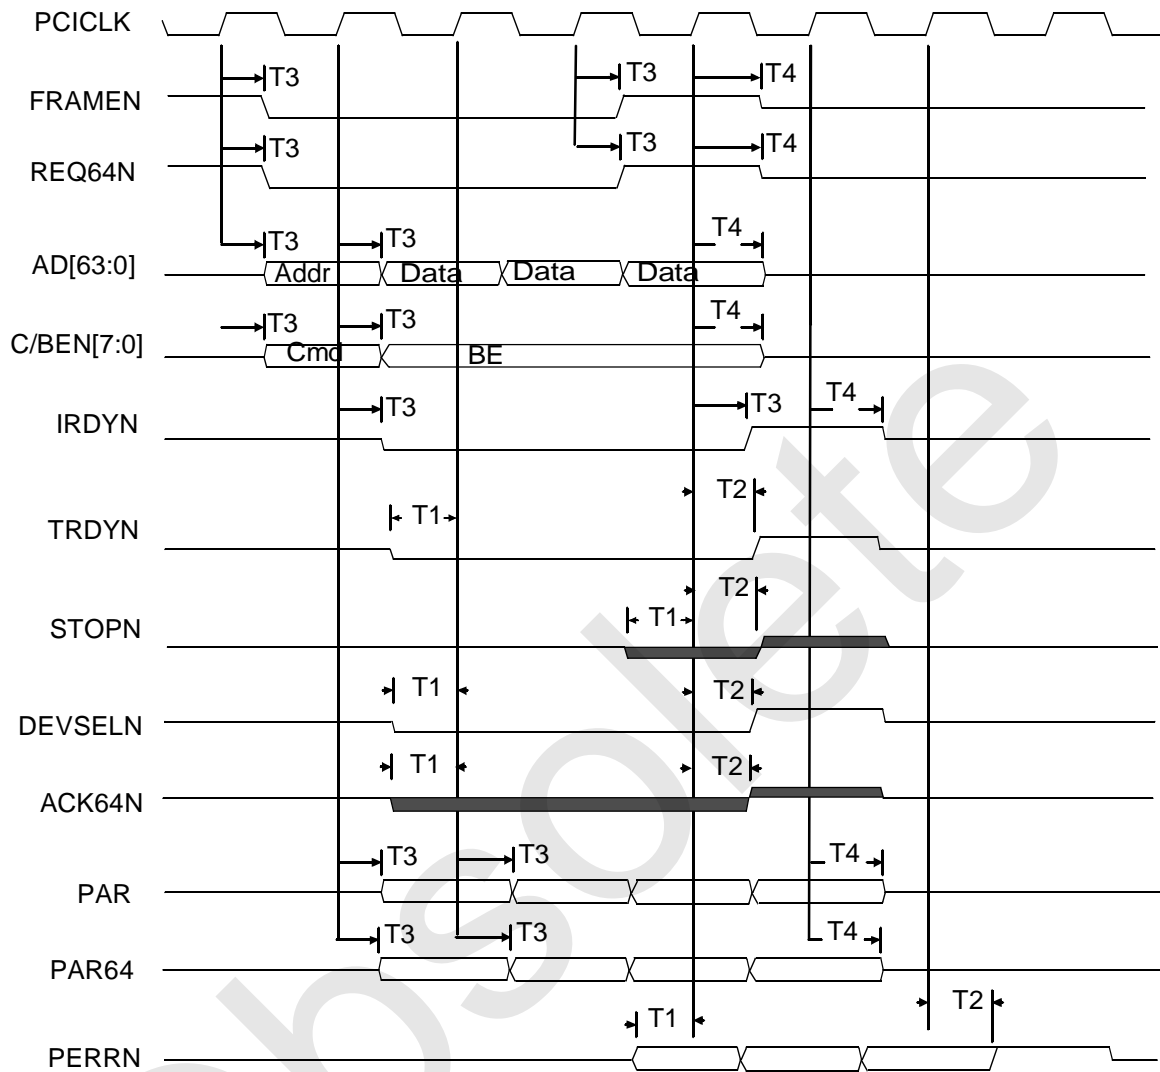 PCICLK
T3 T3 T4
FRAMEN
T3 T3 T4
REQ64N
T3 T3 T4
AD[63:0]
Addr Data Data Data
T3 T3 T4
C/BEN[7:0]
Cmd BE
T3 T3 T4
IRDYN
T1 T2
TRDYN
T1 T2
STOPN
T1 T2
DEVSELN
T1 T2
ACK64N
T3 T3 T4
PAR
T3 T3 T4
PAR64
T1 T2
PERRN
bsolete